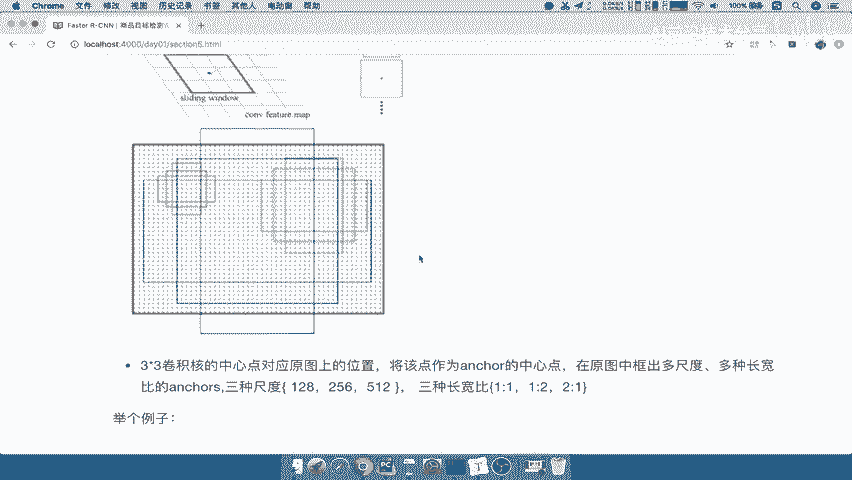 Chrome 文件 修改 视图 历史记录 书签 其他人 电动窗 帮助
100%
Faster R-CNN | 商品目标检测
localhost:4000/day01/section5.html
sliding window
conv feature map
3*3卷积核的中心点对应原图上的位置，将该点作为anchor的中心点，在原图中框出多尺度、多种长宽
比的anchors,三种尺度{ 128，256，512 }， 三种长宽比{1:1，1:2，2:1}
举个例子：